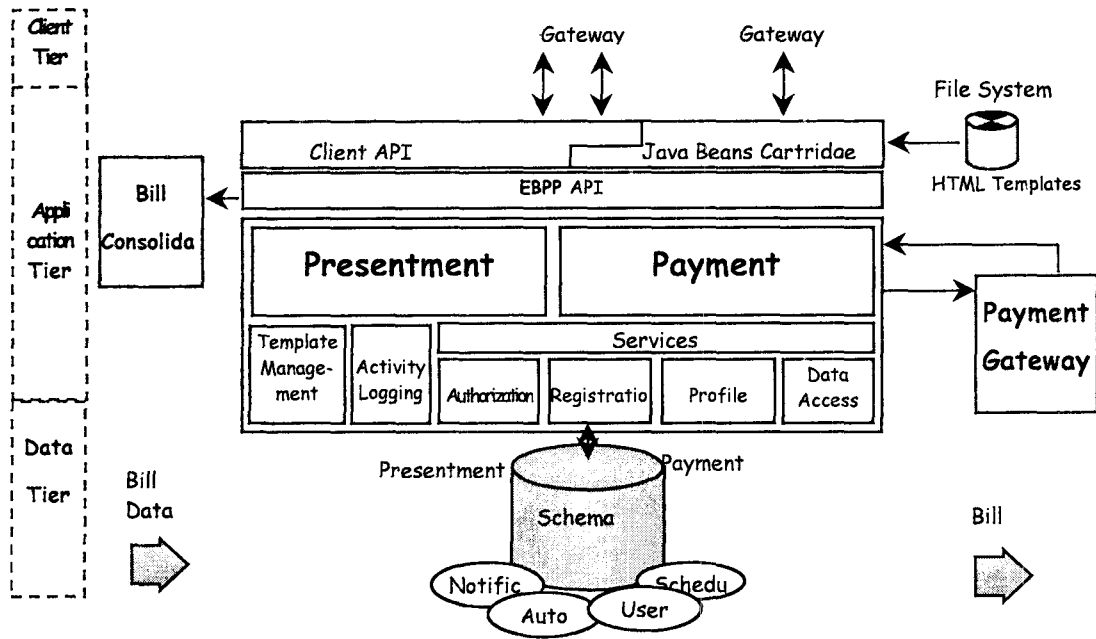 Client
Tier
Gateway
Gateway
File System
Client API
Java Beans Cartridge
HTML Templates
EBPP API
Bill
Consolida
Appli
cation
Tier
Presentment
Payment
Payment
Gateway
Template
Manage-
ment
Activity
Logging
Services
Authorization
Registratio
Profile
Data
Access
Data
Tier
Presentment
Payment
Bill
Data
Schema
Bill
Notific
Schedu
Auto
User